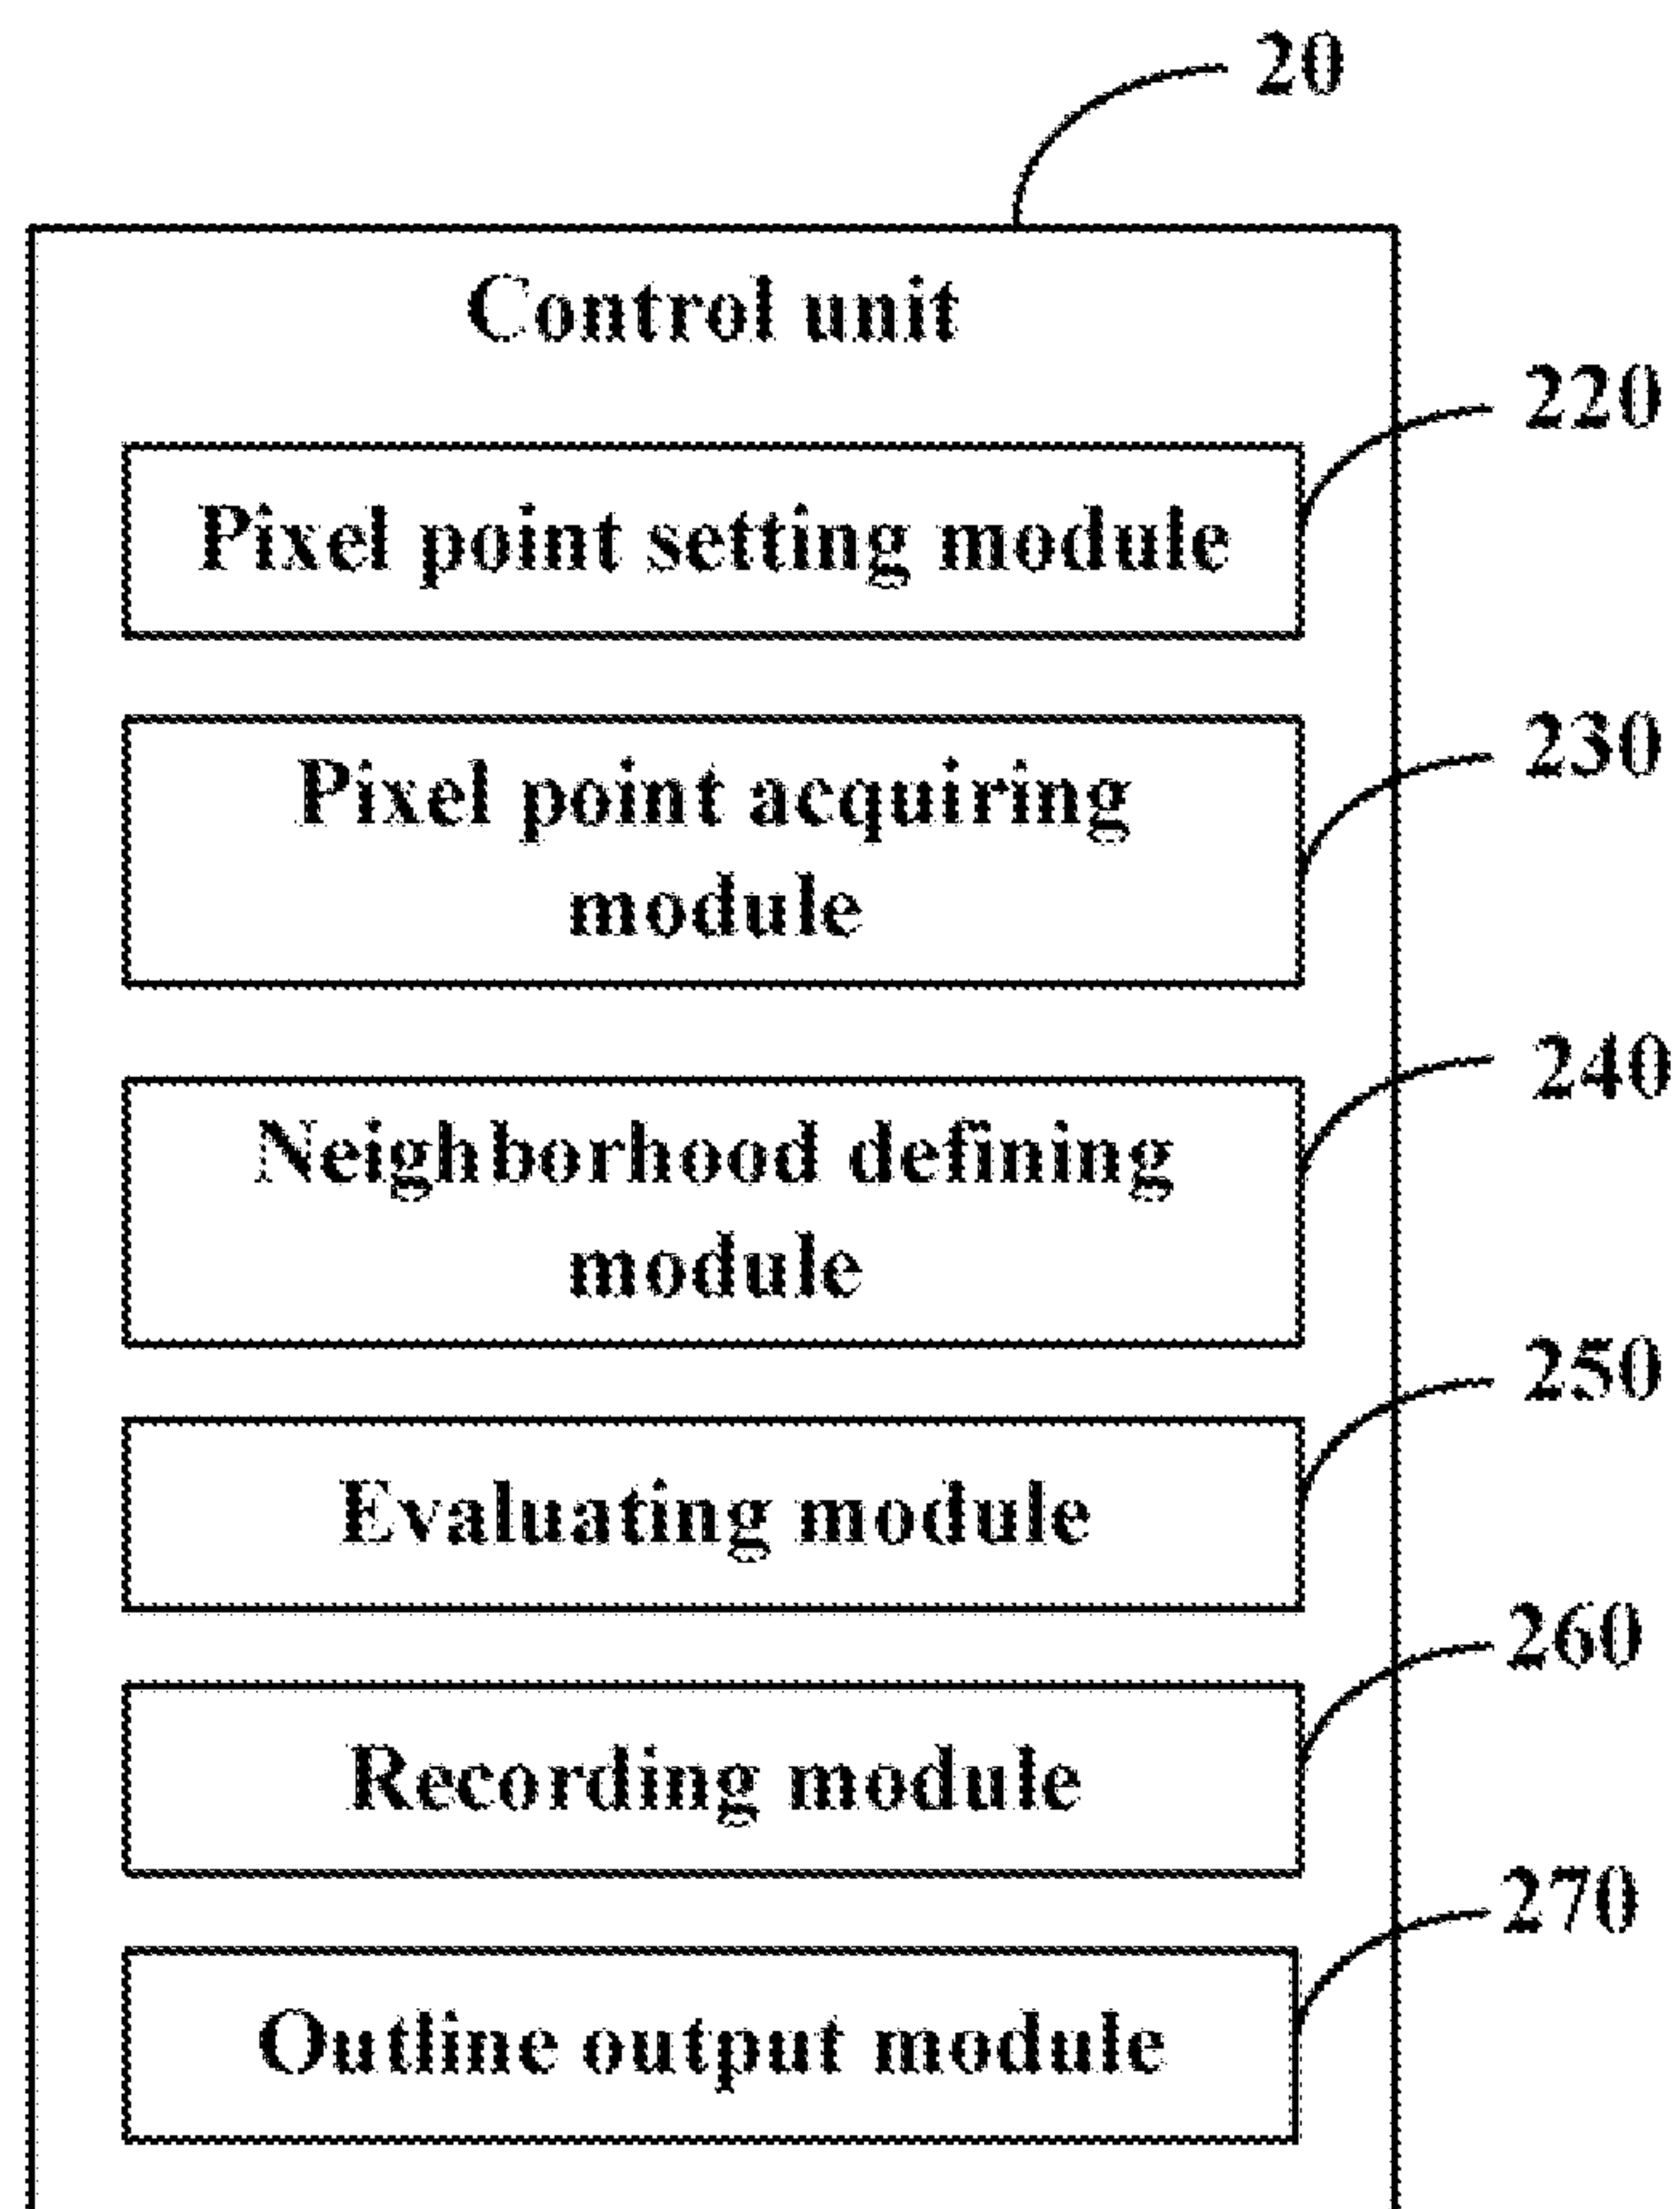 20
Control unit
220
Pixel point setting module
230
Pixel point acquiring
module
240
Neighborhood defining
module
250
Evaluating module
260
Recording module
270
Outline output module